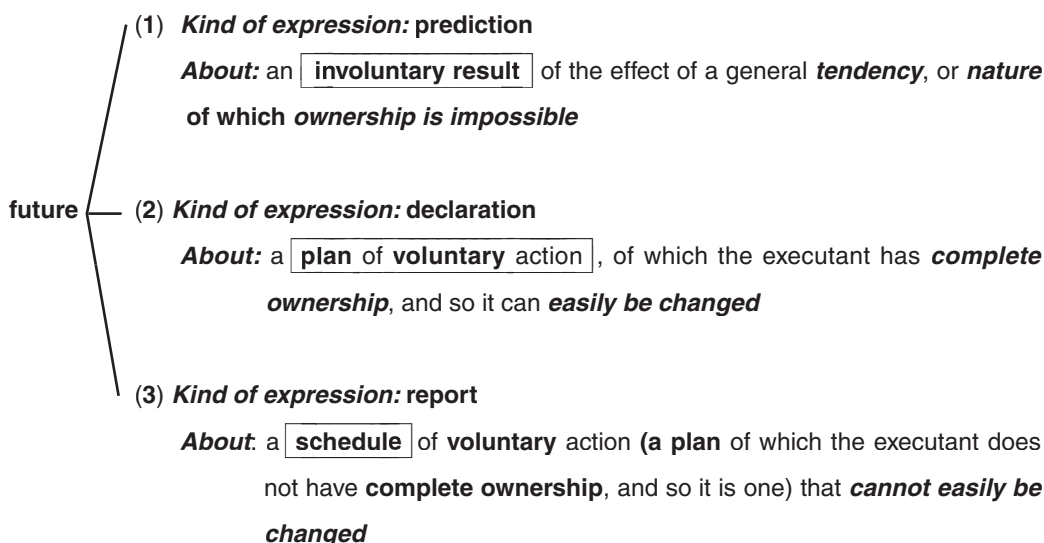 (1) Kind of expression: prediction
About: an involuntary result of the effect of a general tendency, or nature
of which ownership is impossible
future (2) Kind of expression: declaration
About: a plan of voluntary action, of which the executant has complete
ownership, and so it can easily be changed
(3) Kind of expression: report
About: a schedule of voluntary action (a plan of which the executant does
not have complete ownership, and so it is one) that cannot easily be
changed